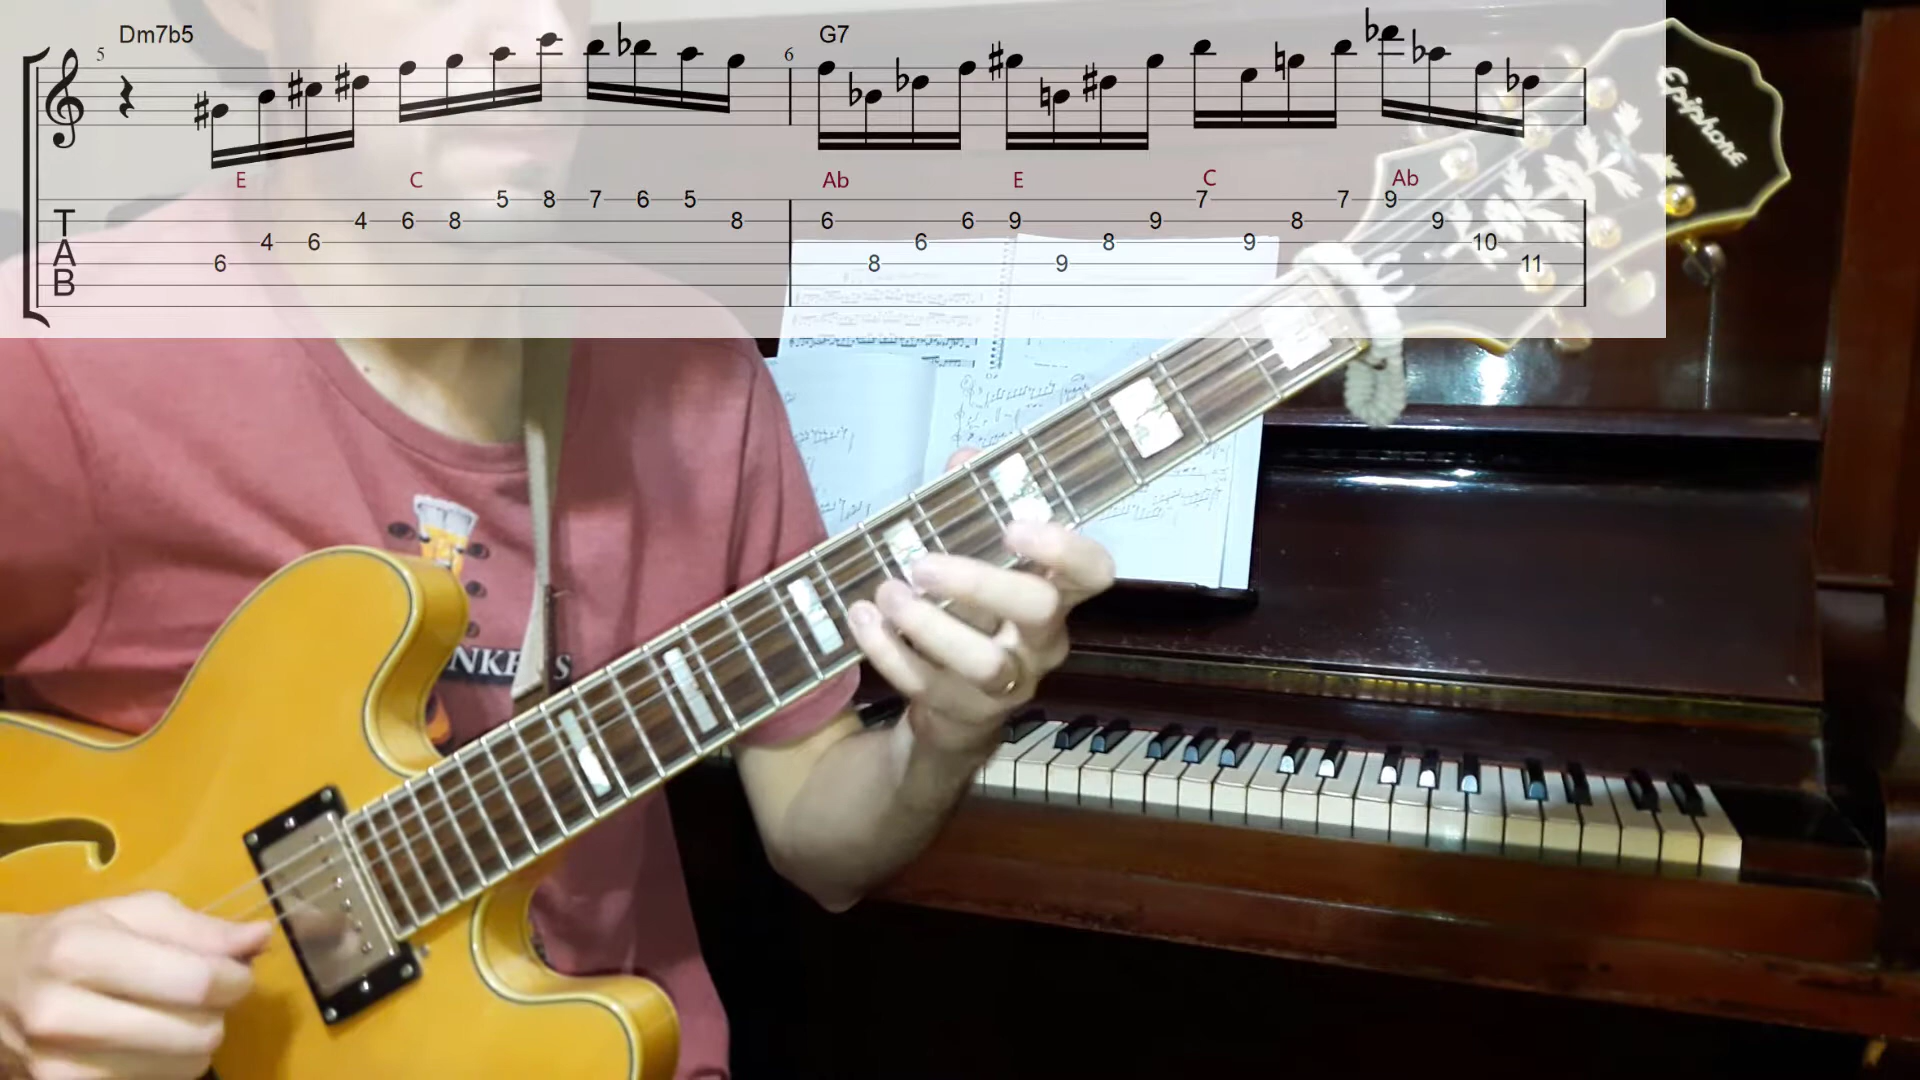 Dm7b5 G7
5 6
E C Ab E C Ab
5 8 7 6 5 7 7 9
T 4 6 8 8 6 6 9 9 8 9
A 4 6 6 8 9 10
B 6 8 9 11
Epiphone
NKE S